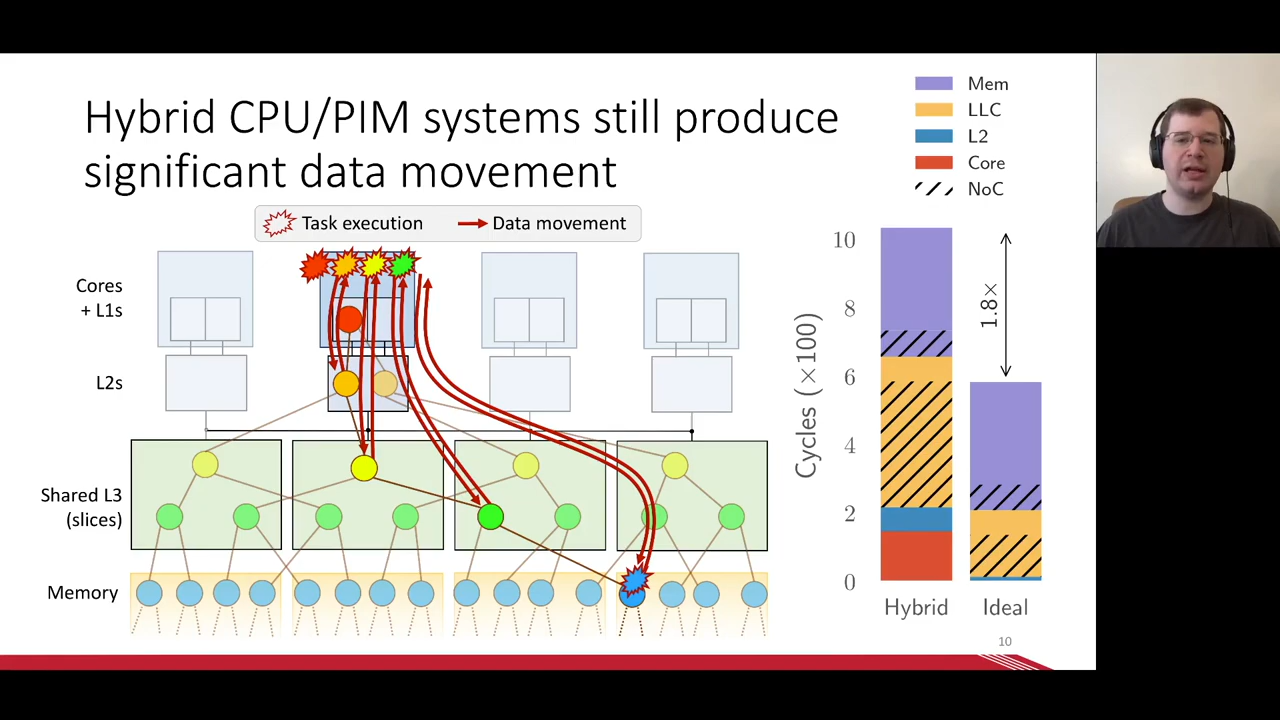 Hybrid CPU/PIM systems still produce
significant data movement
Task execution
Data movement
Cores
+ L1s
L2s
Shared L3
(slices)
Memory
Mem
LLC
L2
Core
NoC
Cycles (×100)
10
8
6
4
2
0
1.8×
Hybrid
Ideal
10